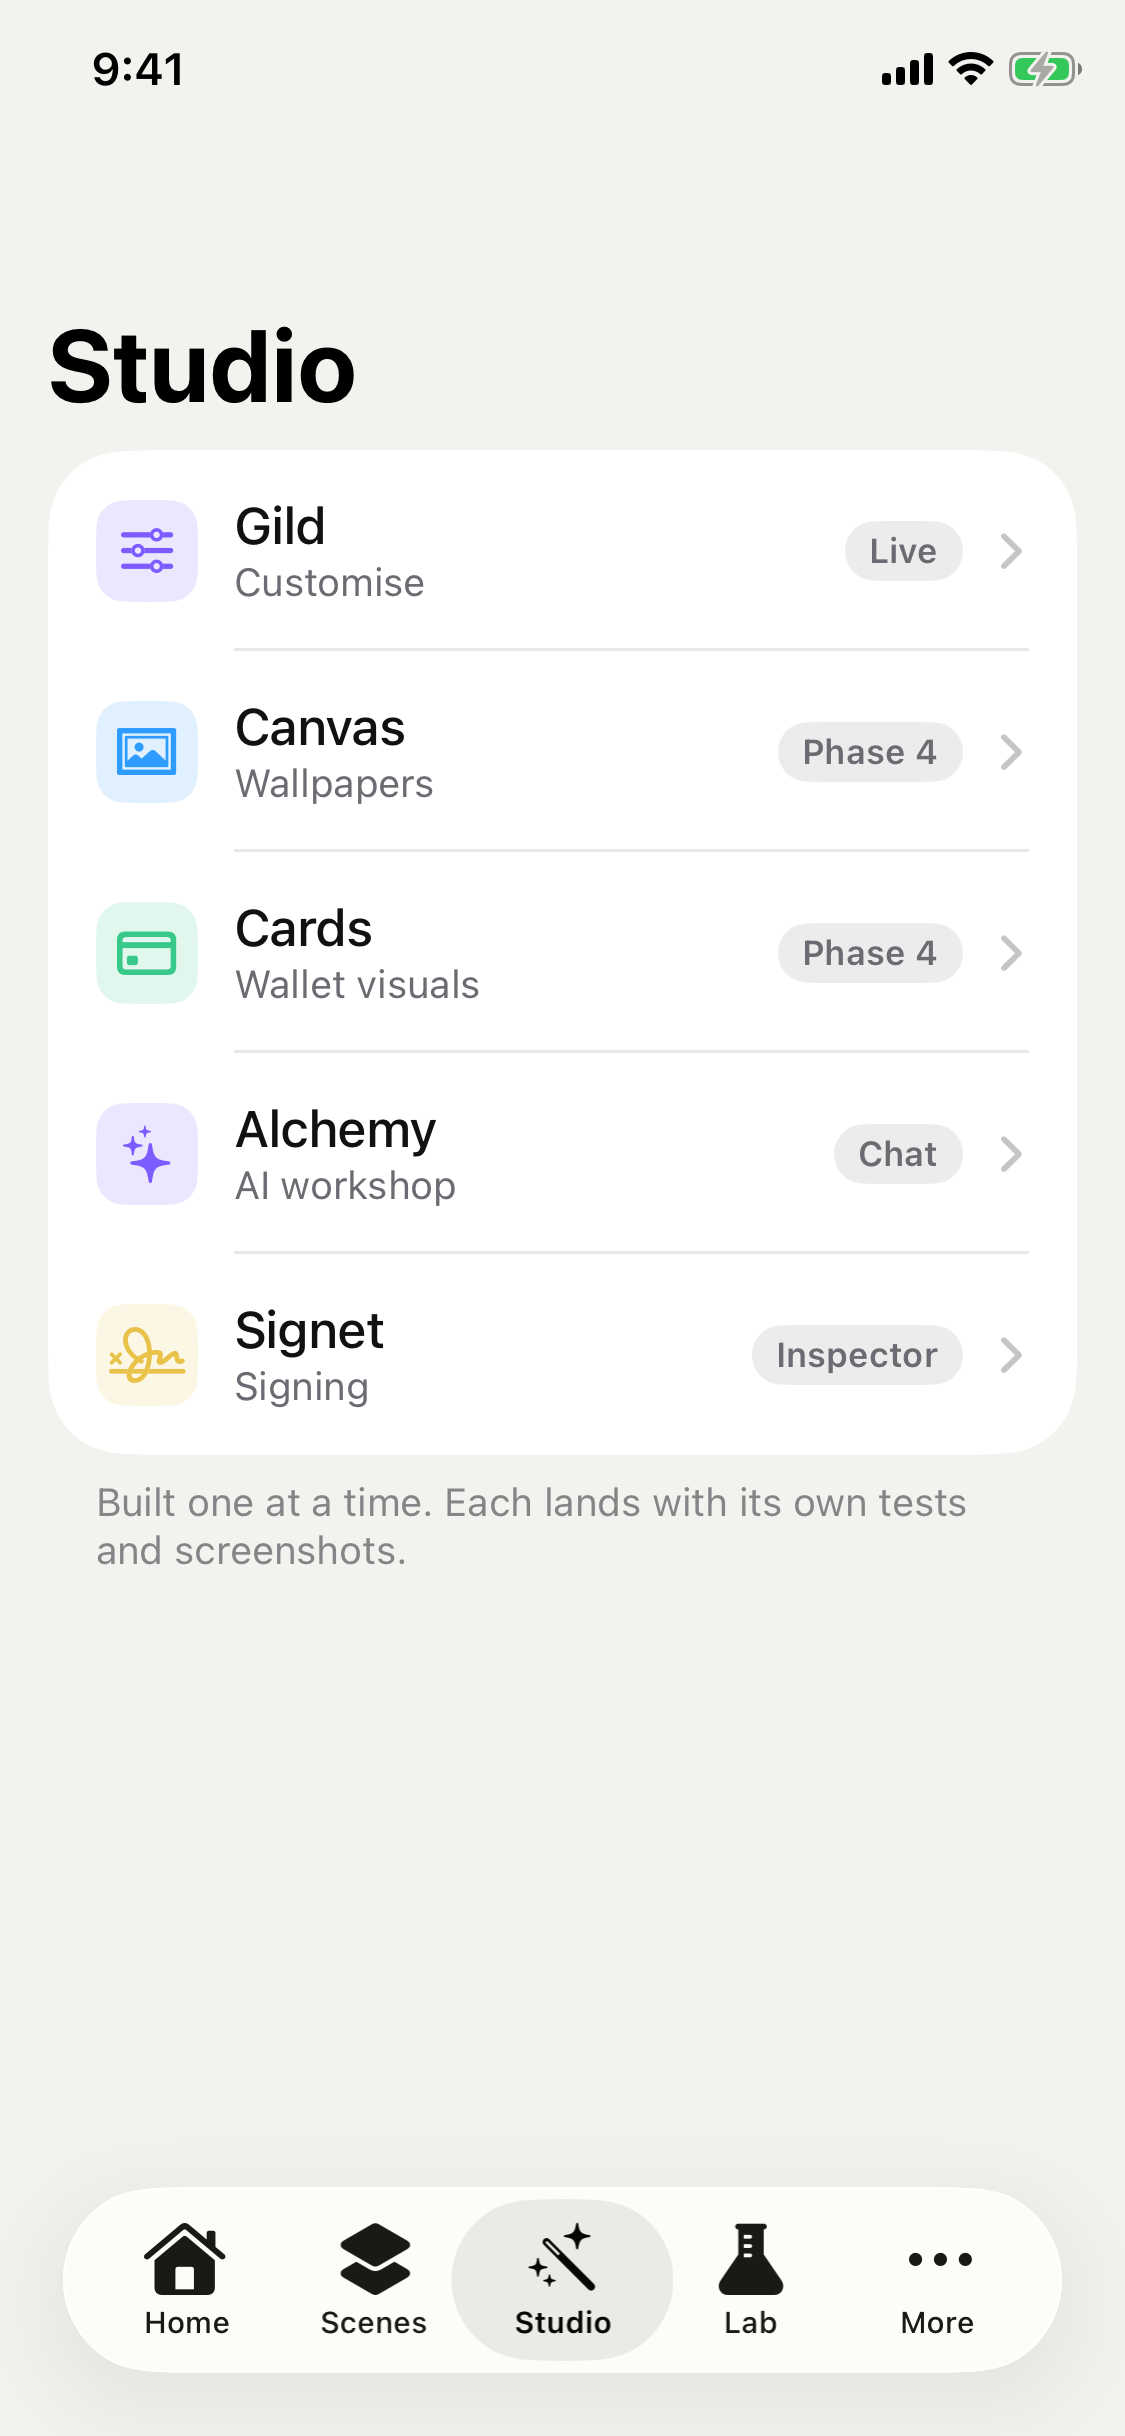 9:41
Studio
Gild
Customise
Live
Canvas
Wallpapers
Phase 4
Cards
Wallet visuals
Phase 4
Alchemy
AI workshop
Chat
Signet
Signing
Inspector
Built one at a time. Each lands with its own tests
and screenshots.
Home
Scenes
Studio
Lab
More